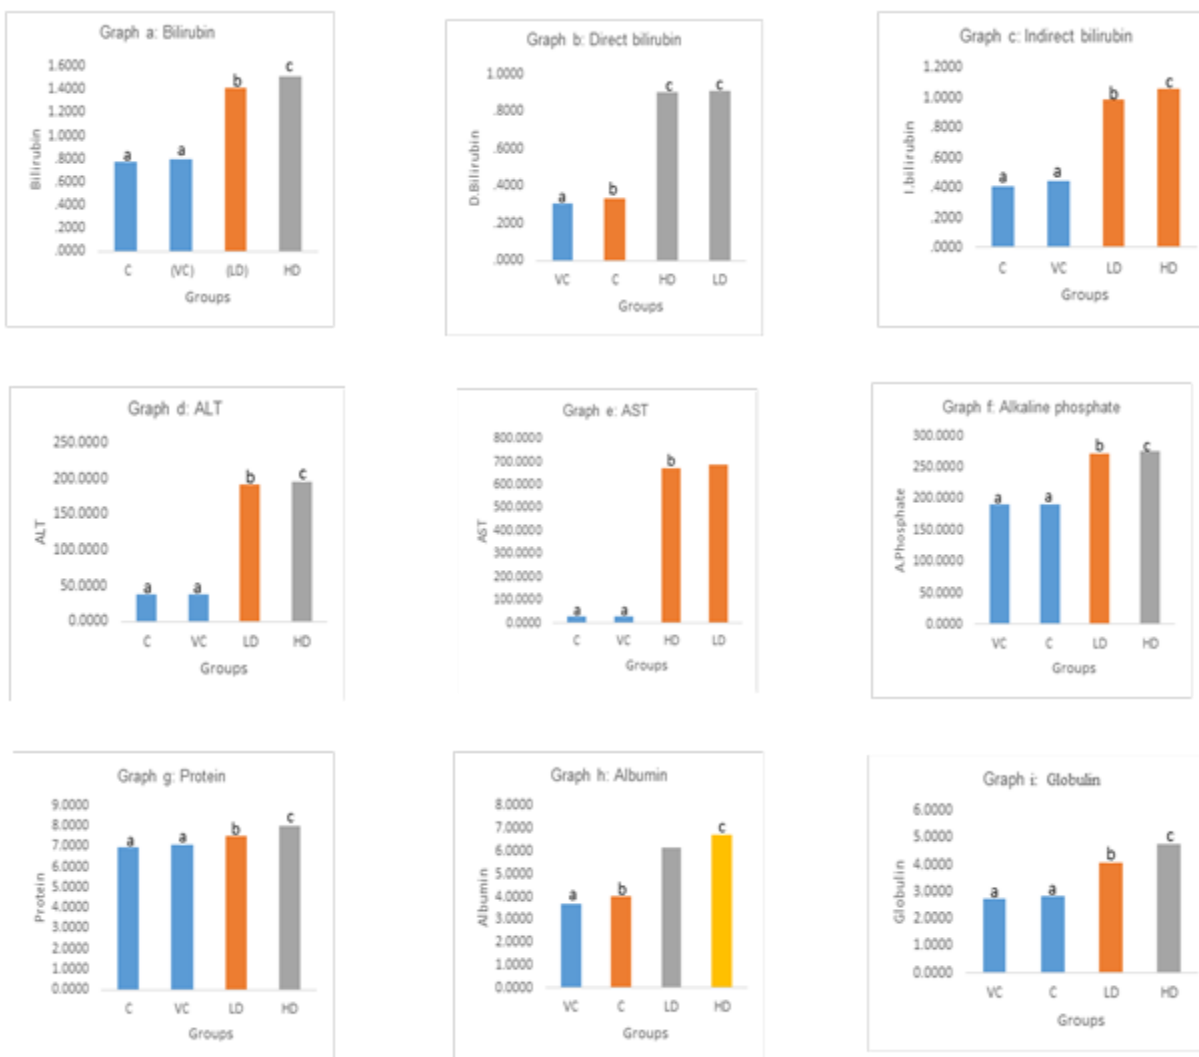 Graph a: Bilirubin
1.6000
1.4000
1.2000
1.0000
.8000
.6000
.4000
.2000
.0000
Bilirubin
a
a
b
c
C
(VC)
(LD)
HD
Groups
Graph b: Direct bilirubin
1.0000
.8000
.6000
.4000
.2000
.0000
D.Bilirubin
a
b
c
c
VC
C
HD
LD
Groups
Graph c: Indirect bilirubin
1.2000
1.0000
.8000
.6000
.4000
.2000
.0000
I.bilirubin
a
a
b
c
C
VC
LD
HD
Groups
Graph d: ALT
250.0000
200.0000
150.0000
100.0000
50.0000
0.0000
ALT
a
a
b
c
C
VC
LD
HD
Groups
Graph e: AST
800.0000
700.0000
600.0000
500.0000
400.0000
300.0000
200.0000
100.0000
0.0000
AST
a
a
b
C
VC
HD
LD
Groups
Graph f: Alkaline phosphate
300.0000
250.0000
200.0000
150.0000
100.0000
50.0000
0.0000
A.Phosphate
a
a
b
c
VC
C
LD
HD
Groups
Graph g: Protein
9.0000
8.0000
7.0000
6.0000
5.0000
4.0000
3.0000
2.0000
1.0000
0.0000
Protein
a
a
b
c
C
VC
LD
HD
Groups
Graph h: Albumin
8.0000
7.0000
6.0000
5.0000
4.0000
3.0000
2.0000
1.0000
0.0000
Albumin
a
b
c
VC
C
LD
HD
Groups
Graph i: Globulin
6.0000
5.0000
4.0000
3.0000
2.0000
1.0000
0.0000
Globulin
a
a
b
c
VC
C
LD
HD
Groups